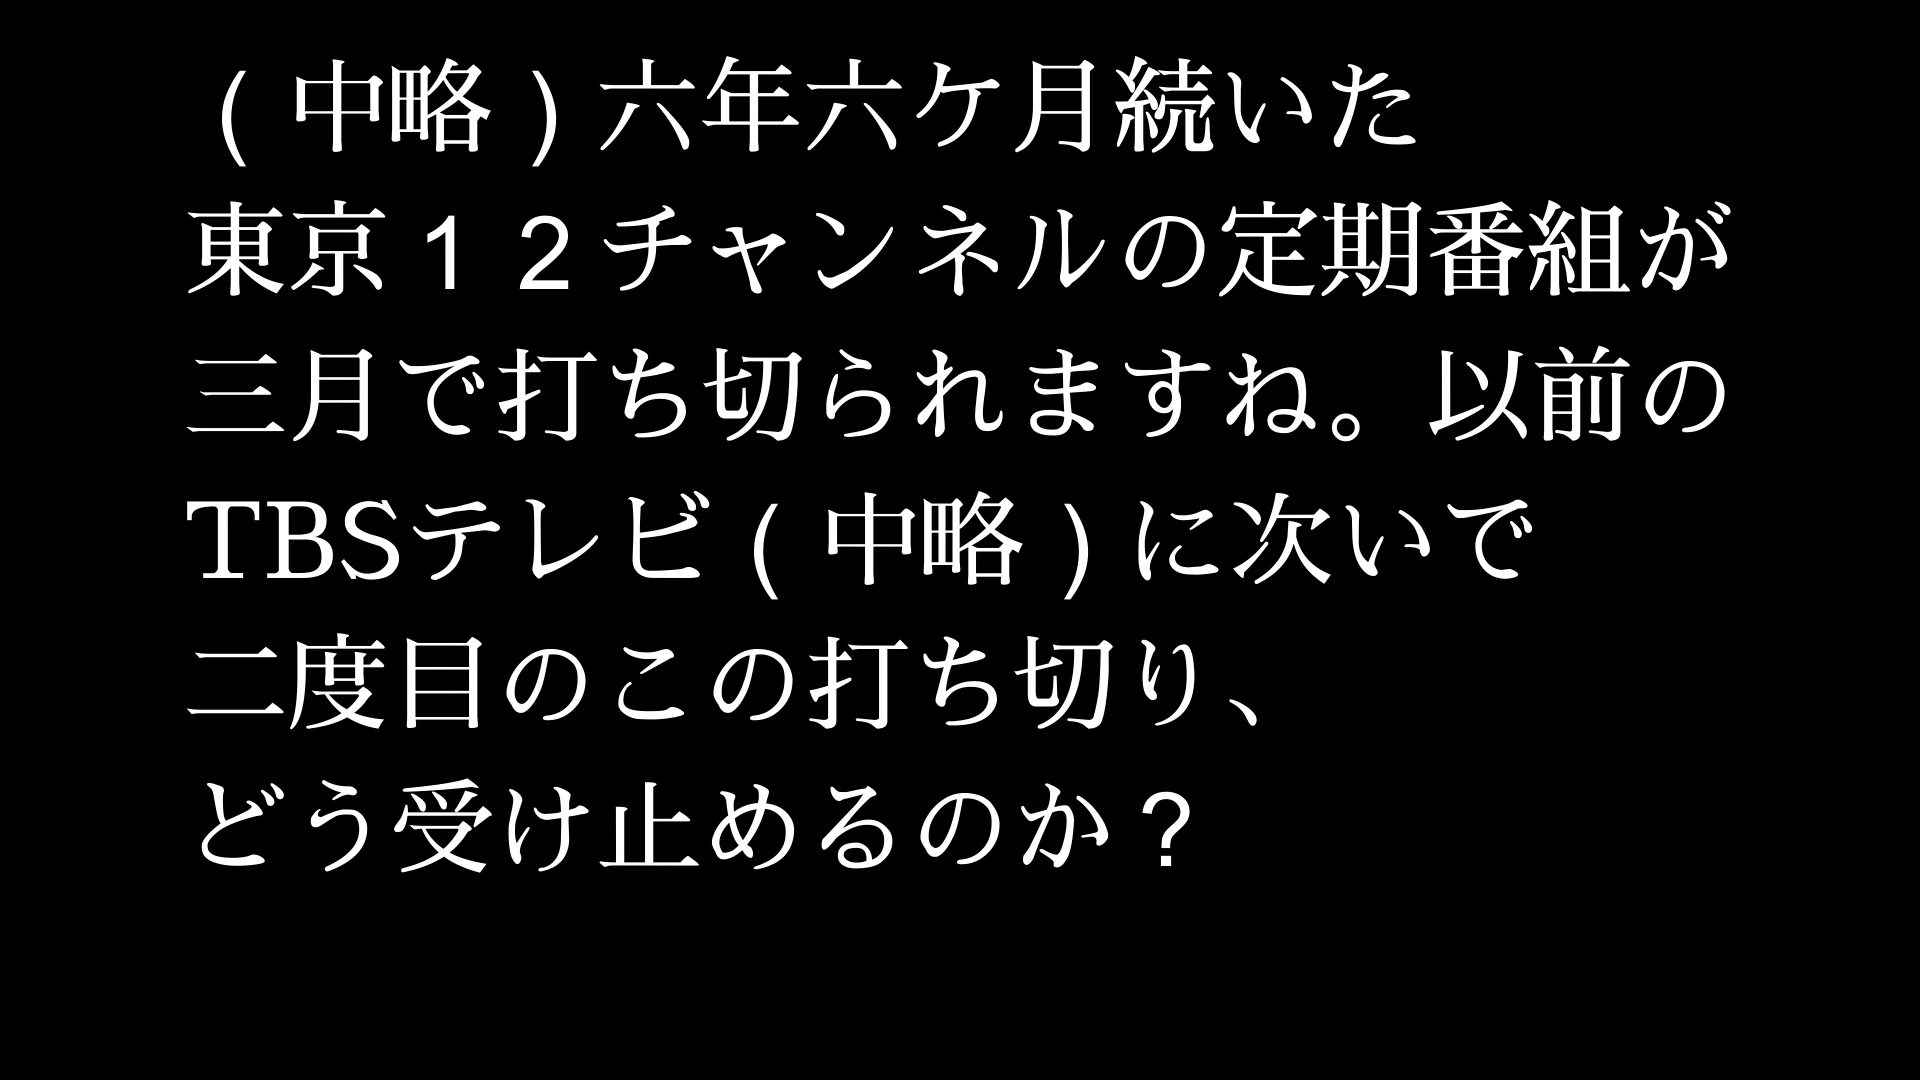 (中略)六年六ケ月続いた
東京12チャンネルの定期番組が
三月で打ち切られますね。以前の
TBSテレビ(中略)に次いで
二度目のこの打ち切り、
どう受け止めるのか?